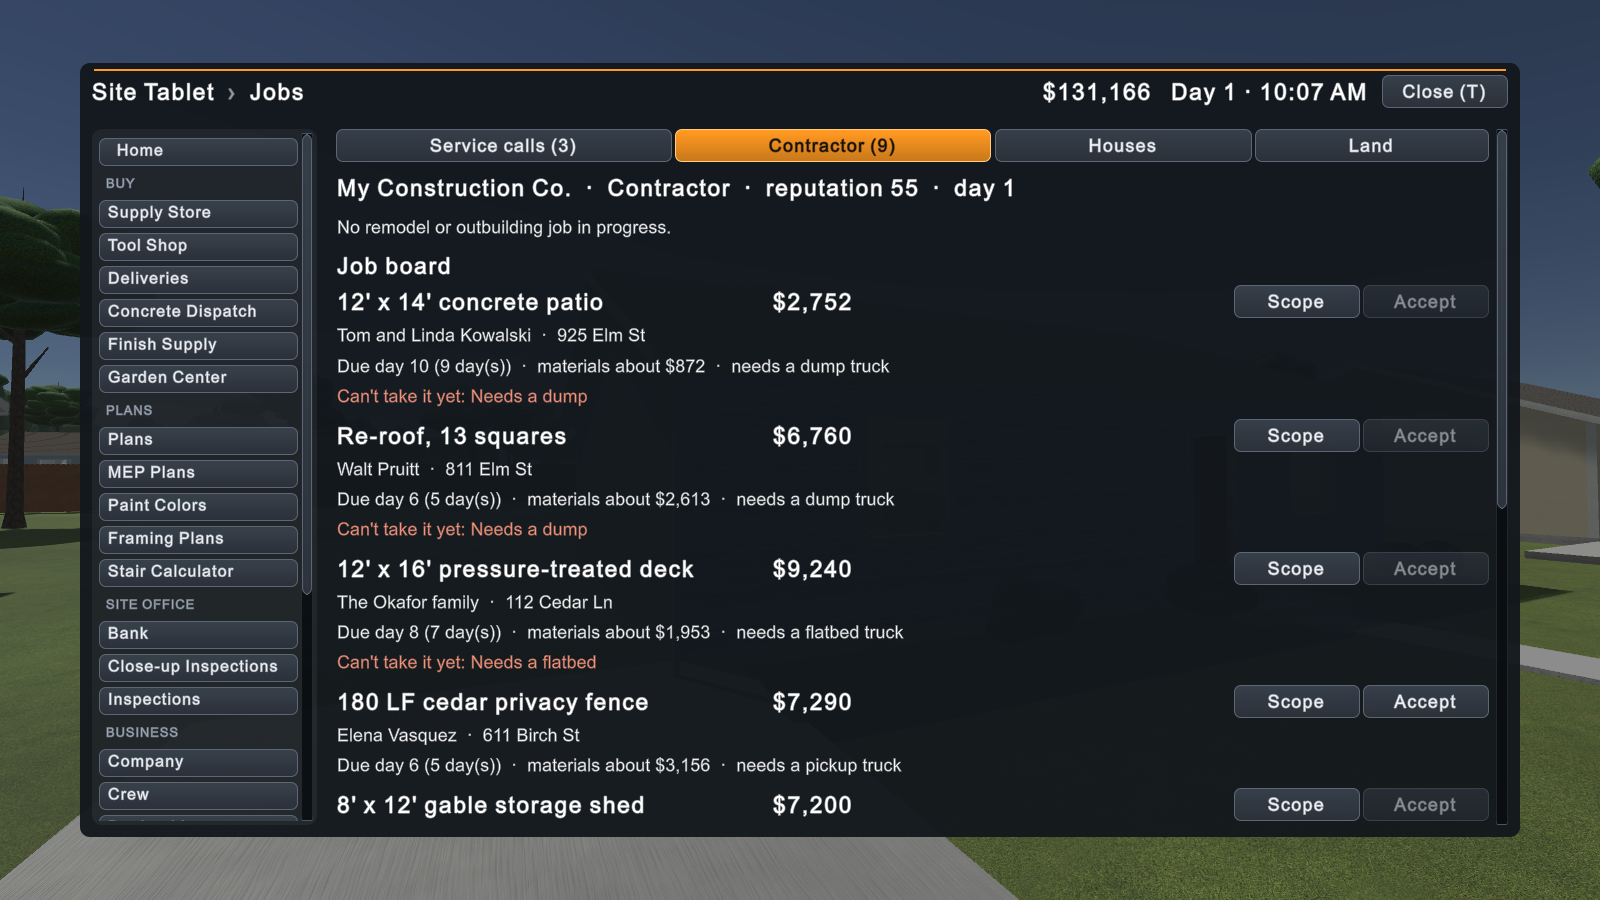 Site Tablet › Jobs
$131,166 Day 1 · 10:07 AM Close (T)
Home
BUY
Supply Store
Tool Shop
Deliveries
Concrete Dispatch
Finish Supply
Garden Center
PLANS
Plans
MEP Plans
Paint Colors
Framing Plans
Stair Calculator
SITE OFFICE
Bank
Close-up Inspections
Inspections
BUSINESS
Company
Crew
Service calls (3) Contractor (9) Houses Land
My Construction Co. · Contractor · reputation 55 · day 1
No remodel or outbuilding job in progress.
Job board
12' x 14' concrete patio $2,752 Scope Accept
Tom and Linda Kowalski · 925 Elm St
Due day 10 (9 day(s)) · materials about $872 · needs a dump truck
Can't take it yet: Needs a dump
Re-roof, 13 squares $6,760 Scope Accept
Walt Pruitt · 811 Elm St
Due day 6 (5 day(s)) · materials about $2,613 · needs a dump truck
Can't take it yet: Needs a dump
12' x 16' pressure-treated deck $9,240 Scope Accept
The Okafor family · 112 Cedar Ln
Due day 8 (7 day(s)) · materials about $1,953 · needs a flatbed truck
Can't take it yet: Needs a flatbed
180 LF cedar privacy fence $7,290 Scope Accept
Elena Vasquez · 611 Birch St
Due day 6 (5 day(s)) · materials about $3,156 · needs a pickup truck
8' x 12' gable storage shed $7,200 Scope Accept